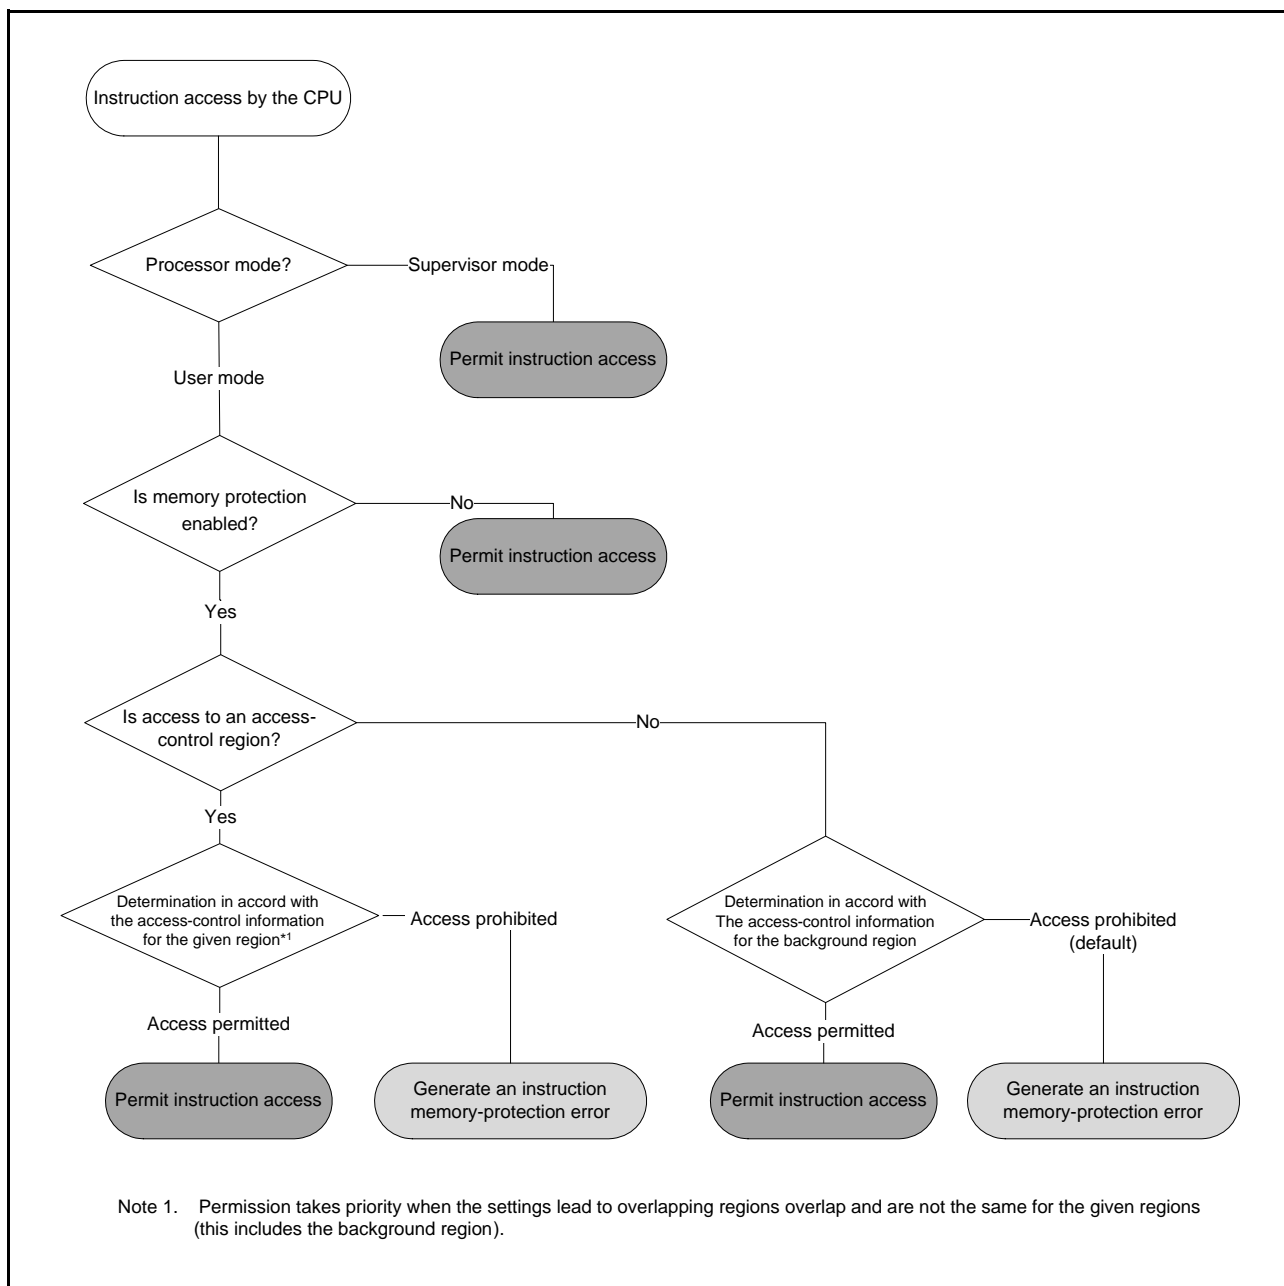 Instruction access by the CPU
Processor mode?
Supervisor mode
Permit instruction access
User mode
Is memory protection
enabled?
No
Permit instruction access
Yes
Is access to an access-
control region?
No
Yes
Determination in accord with
the access-control information
for the given region*1
Access prohibited
Determination in accord with
The access-control information
for the background region
Access prohibited
(default)
Access permitted
Access permitted
Permit instruction access
Generate an instruction
memory-protection error
Permit instruction access
Generate an instruction
memory-protection error
Note 1. Permission takes priority when the settings lead to overlapping regions overlap and are not the same for the given regions
(this includes the background region).